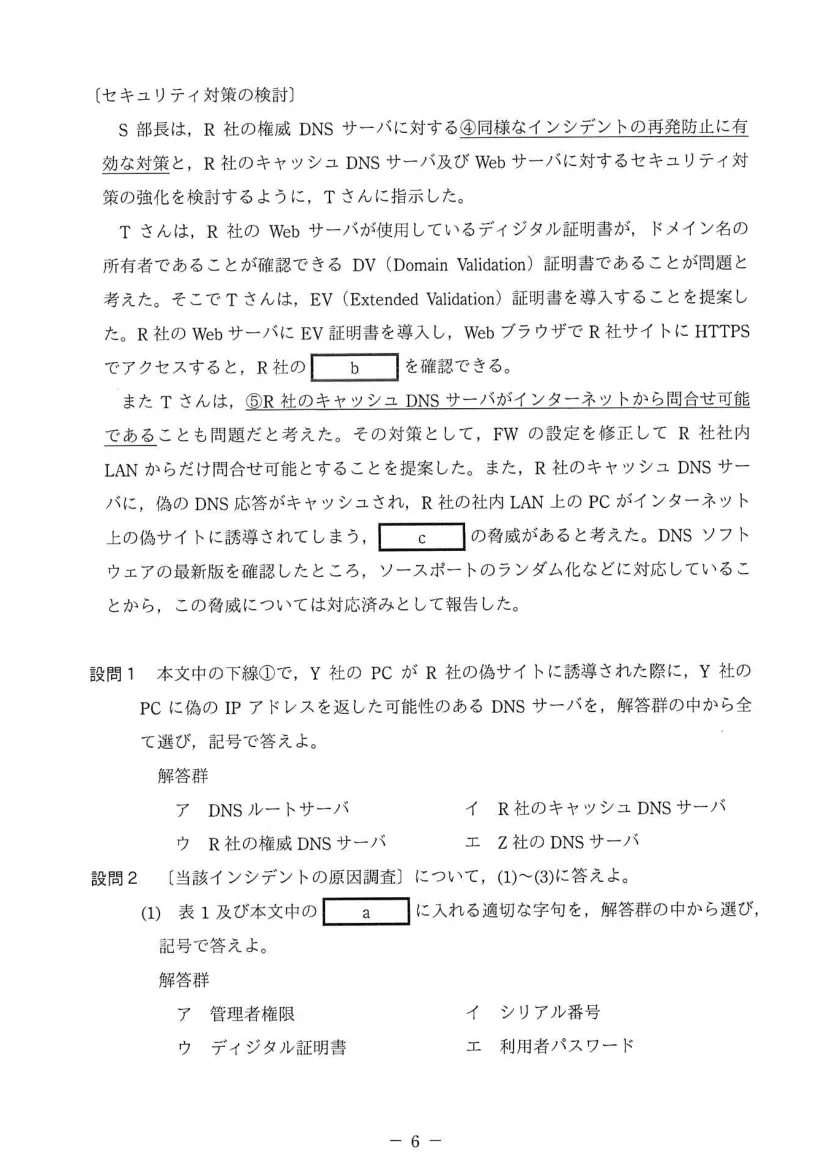 〔セキュリティ対策の検討〕
S 部長は，R 社の権威 DNS サーバに対する④同様なインシデントの再発防止に有
効な対策と，R 社のキャッシュ DNS サーバ及び Web サーバに対するセキュリティ対
策の強化を検討するように，T さんに指示した。
T さんは，R 社の Web サーバが使用しているディジタル証明書が，ドメイン名の
所有者であることが確認できる DV（Domain Validation）証明書であることが問題と
考えた。そこで T さんは，EV（Extended Validation）証明書を導入することを提案し
た。R 社の Web サーバに EV 証明書を導入し，Web ブラウザで R 社サイトに HTTPS
でアクセスすると，R 社の b を確認できる。
また T さんは，⑤R 社のキャッシュ DNS サーバがインターネットから問合せ可能
であることも問題だと考えた。その対策として，FW の設定を修正して R 社社内
LAN からだけ問合せ可能とすることを提案した。また，R 社のキャッシュ DNS サー
バに，偽の DNS 応答がキャッシュされ，R 社の社内 LAN 上の PC がインターネット
上の偽サイトに誘導されてしまう， c の脅威があると考えた。DNS ソフト
ウェアの最新版を確認したところ，ソースポートのランダム化などに対応しているこ
とから，この脅威については対応済みとして報告した。
設問1 本文中の下線①で，Y 社の PC が R 社の偽サイトに誘導された際に，Y 社の
PC に偽の IP アドレスを返した可能性のある DNS サーバを，解答群の中から全
て選び，記号で答えよ。
解答群
ア DNS ルートサーバ イ R 社のキャッシュ DNS サーバ
ウ R 社の権威 DNS サーバ エ Z 社の DNS サーバ
設問2 〔当該インシデントの原因調査〕について，(1)～(3)に答えよ。
(1) 表 1 及び本文中の a に入れる適切な字句を，解答群の中から選び，
記号で答えよ。
解答群
ア 管理者権限 イ シリアル番号
ウ ディジタル証明書 エ 利用者パスワード
－ 6 －